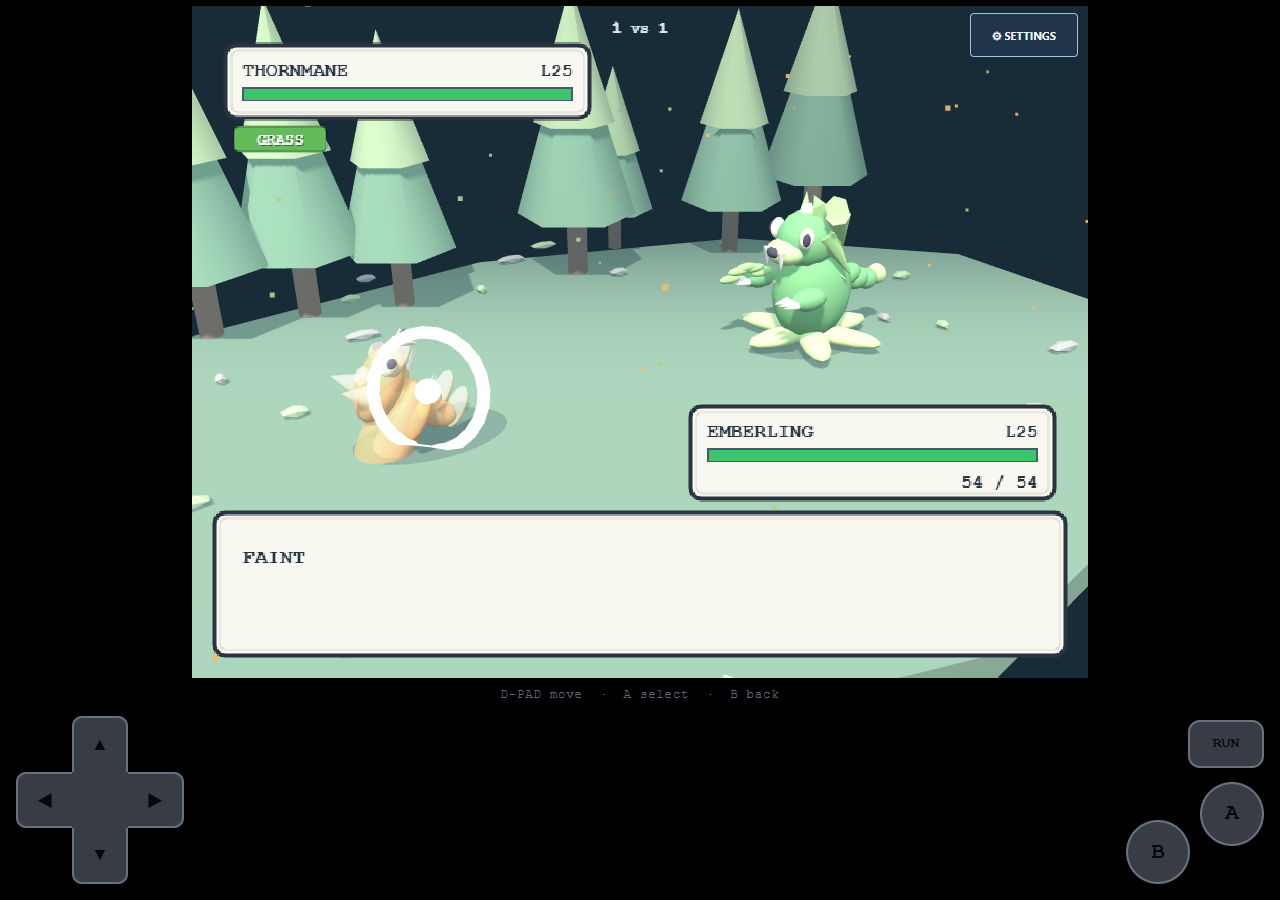 1 vs 1
⚙ SETTINGS
THORNMANE L25
GRASS
EMBERLING L25
54 / 54
FAINT
D-PAD move · A select · B back
▲
◀ ▶
▼
RUN
A
B